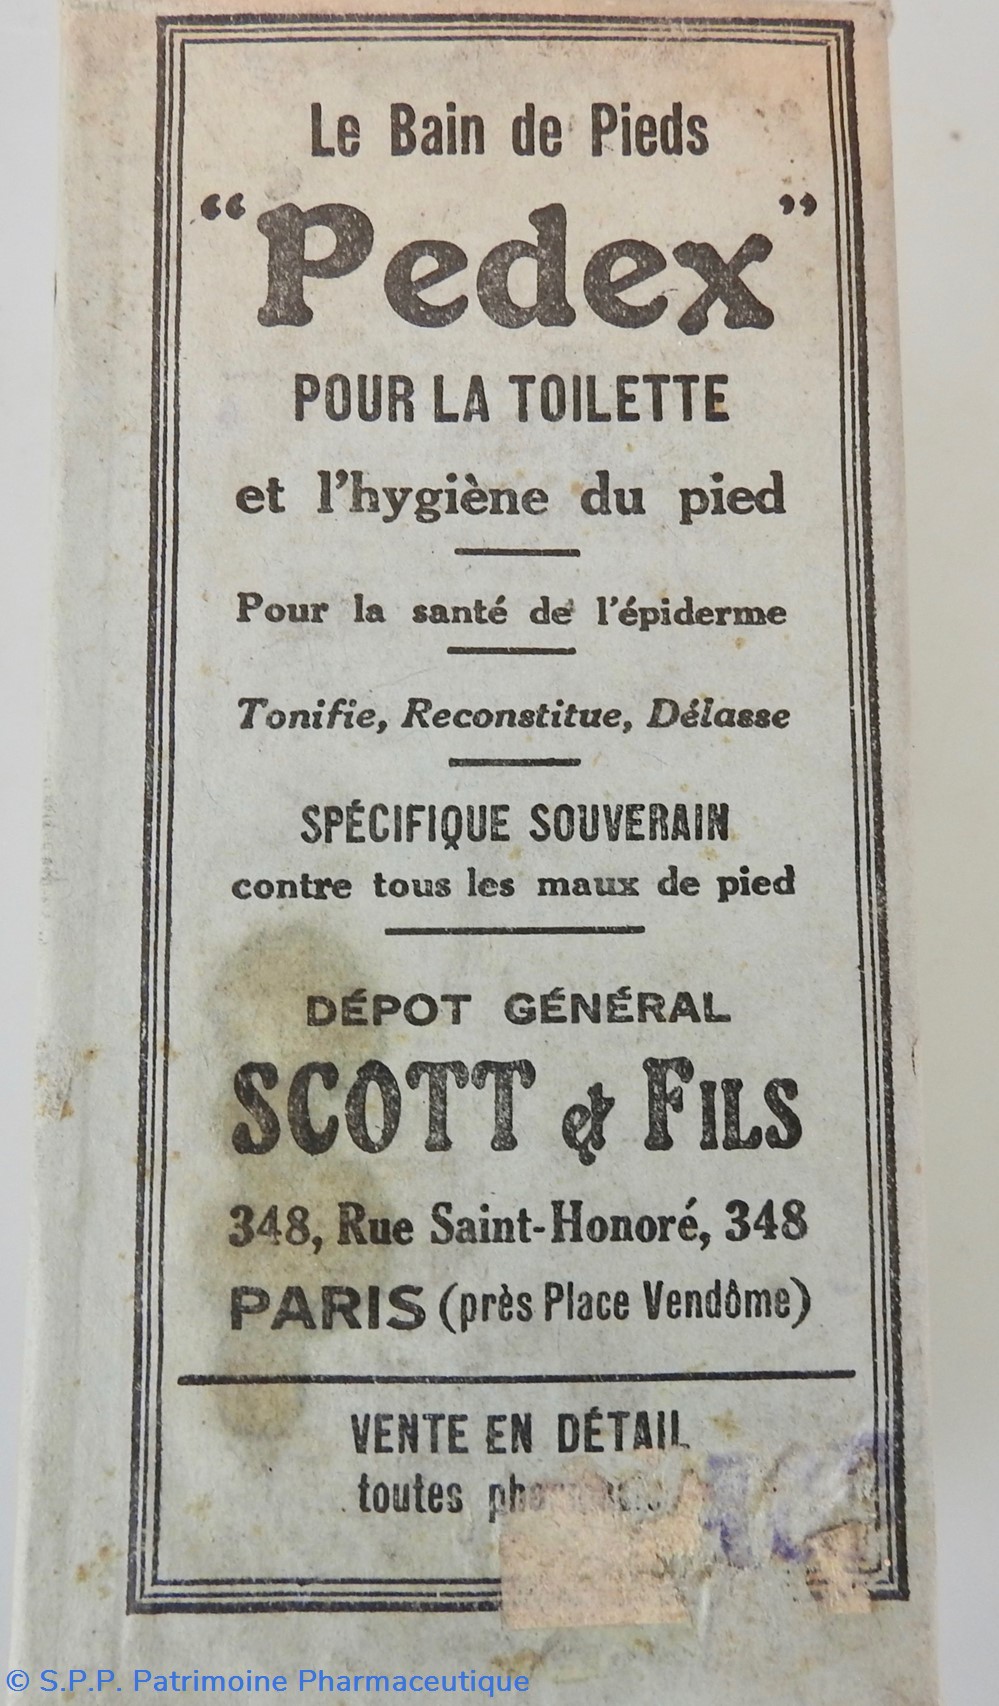 Le Bain de Pieds
"Pedex"
POUR LA TOILETTE
et l'hygiène du pied
Pour la santé de l'épiderme
Tonifie, Reconstitue, Délasse
SPÉCIFIQUE SOUVERAIN
contre tous les maux de pied
DÉPOT GÉNÉRAL
SCOTT & FILS
348, Rue Saint-Honoré, 348
PARIS (près Place Vendôme)
VENTE EN DÉTAIL
toutes
© S.P.P. Patrimoine Pharmaceutique